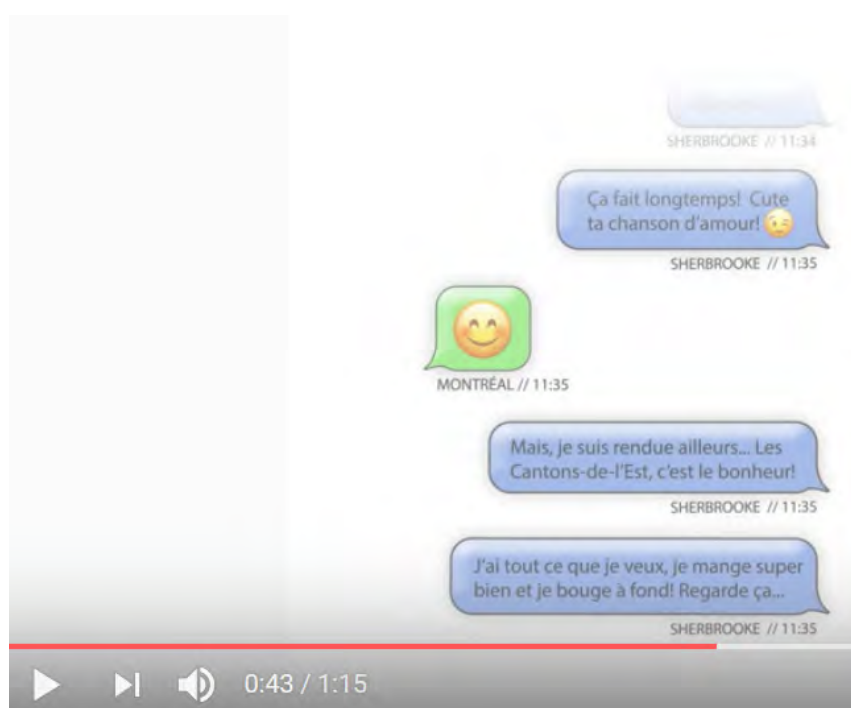 SHERBROOKE // 11:34
Ça fait longtemps! Cute
ta chanson d'amour!
SHERBROOKE // 11:35
MONTRÉAL // 11:35
Mais, je suis rendue ailleurs... Les
Cantons-de-l'Est, c'est le bonheur!
SHERBROOKE // 11:35
J'ai tout ce que je veux, je mange super
bien et je bouge à fond! Regarde ça...
SHERBROOKE // 11:35
0:43 / 1:15